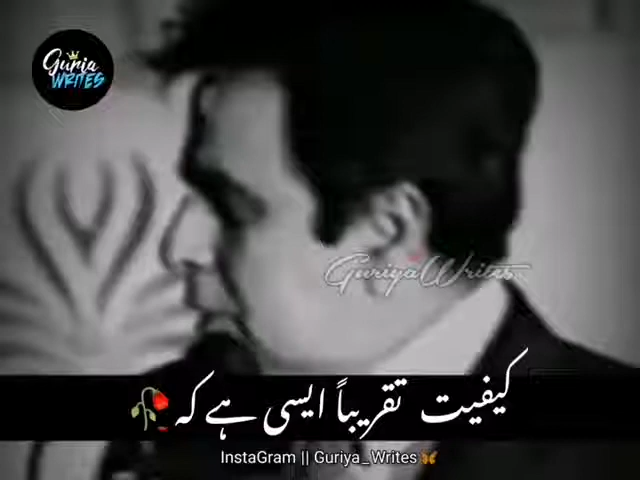 Guria
WRITES
GuriyaWrites
کیفیت تقریباً ایسی ہے کہ 🥀
InstaGram || Guriya_Writes 🦋